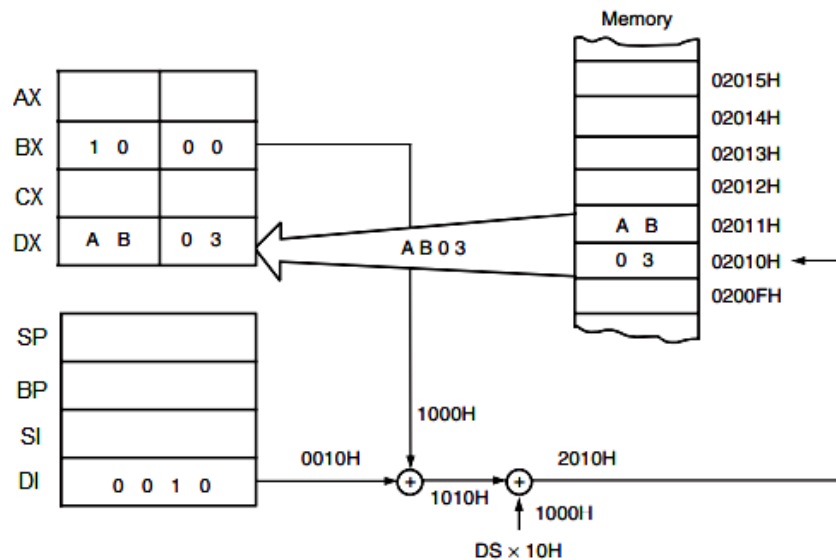 Memory
AX
BX 1 0 0 0
CX
DX A B 0 3
A B 0 3
02015H
02014H
02013H
02012H
A B 02011H
0 3 02010H
0200FH
SP
BP
SI
DI 0 0 1 0
0010H
1000H
1010H
2010H
1000H
DS × 10H
+
+